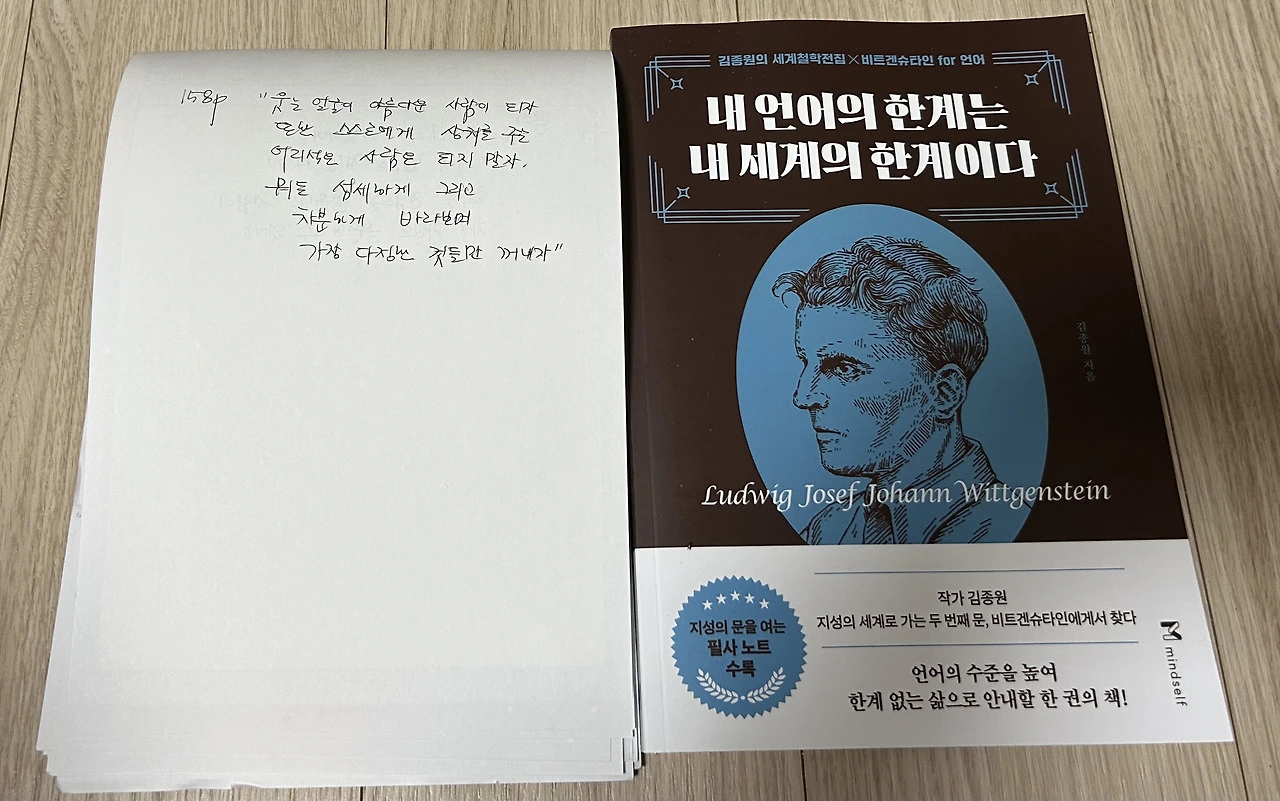 158p
"웃는 얼굴이 아름다운 사람이 되자
또한 스스로에게 상처를 주는
어리석은 사람은 되지 말자.
뭐든 섬세하게 그리고
차분하게 바라보며
가장 다정한 것들만 꺼내자"
김종원의 세계철학전집×비트겐슈타인 for 언어
내 언어의 한계는
내 세계의 한계이다
김종원 지음
Ludwig Josef Johann Wittgenstein
지성의 문을 여는
필사 노트
수록
작가 김종원
지성의 세계로 가는 두 번째 문, 비트겐슈타인에게서 찾다
언어의 수준을 높여
한계 없는 삶으로 안내할 한 권의 책!
mindself